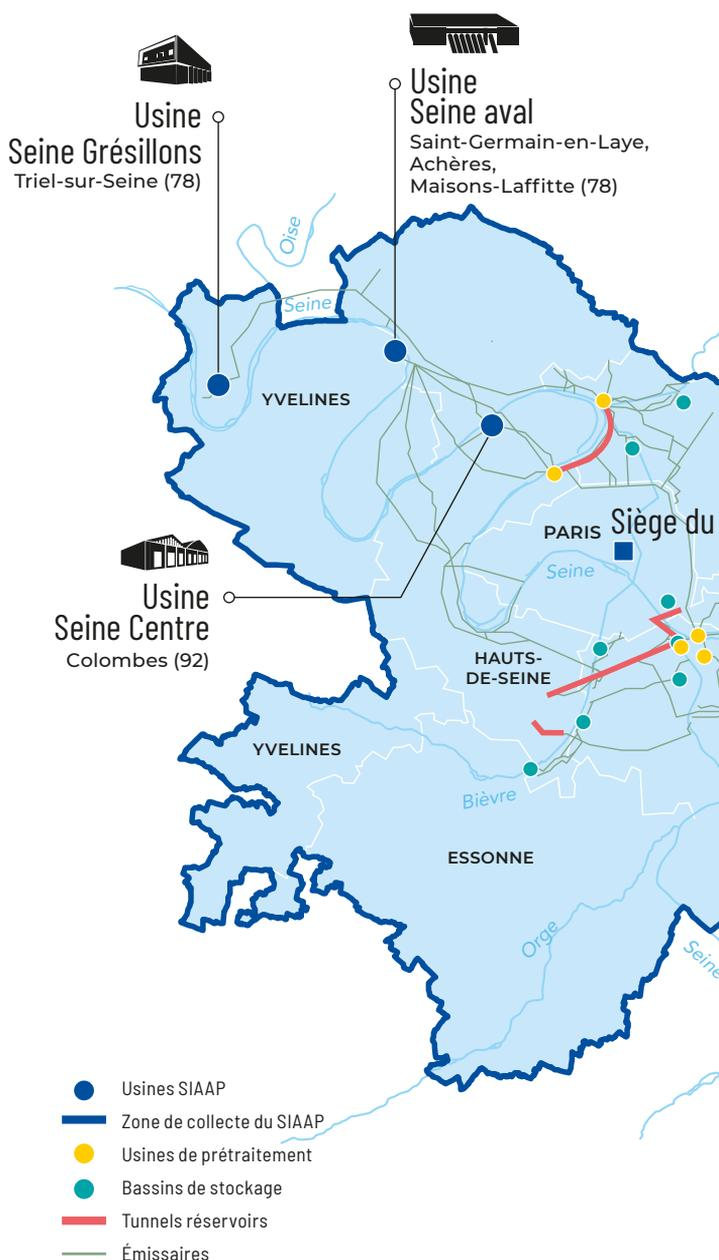 Usine
Seine aval
Saint-Germain-en-Laye,
Achères,
Maisons-Laffitte (78)
Usine
Seine Grésillons
Triel-sur-Seine (78)
Oise
Seine
YVELINES
PARIS
Siège du
Seine
Usine
Seine Centre
Colombes (92)
HAUTS-
DE-SEINE
YVELINES
Bièvre
ESSONNE
Orge
Seine
Usines SIAAP
Zone de collecte du SIAAP
Usines de prétraitement
Bassins de stockage
Tunnels réservoirs
Émissaires